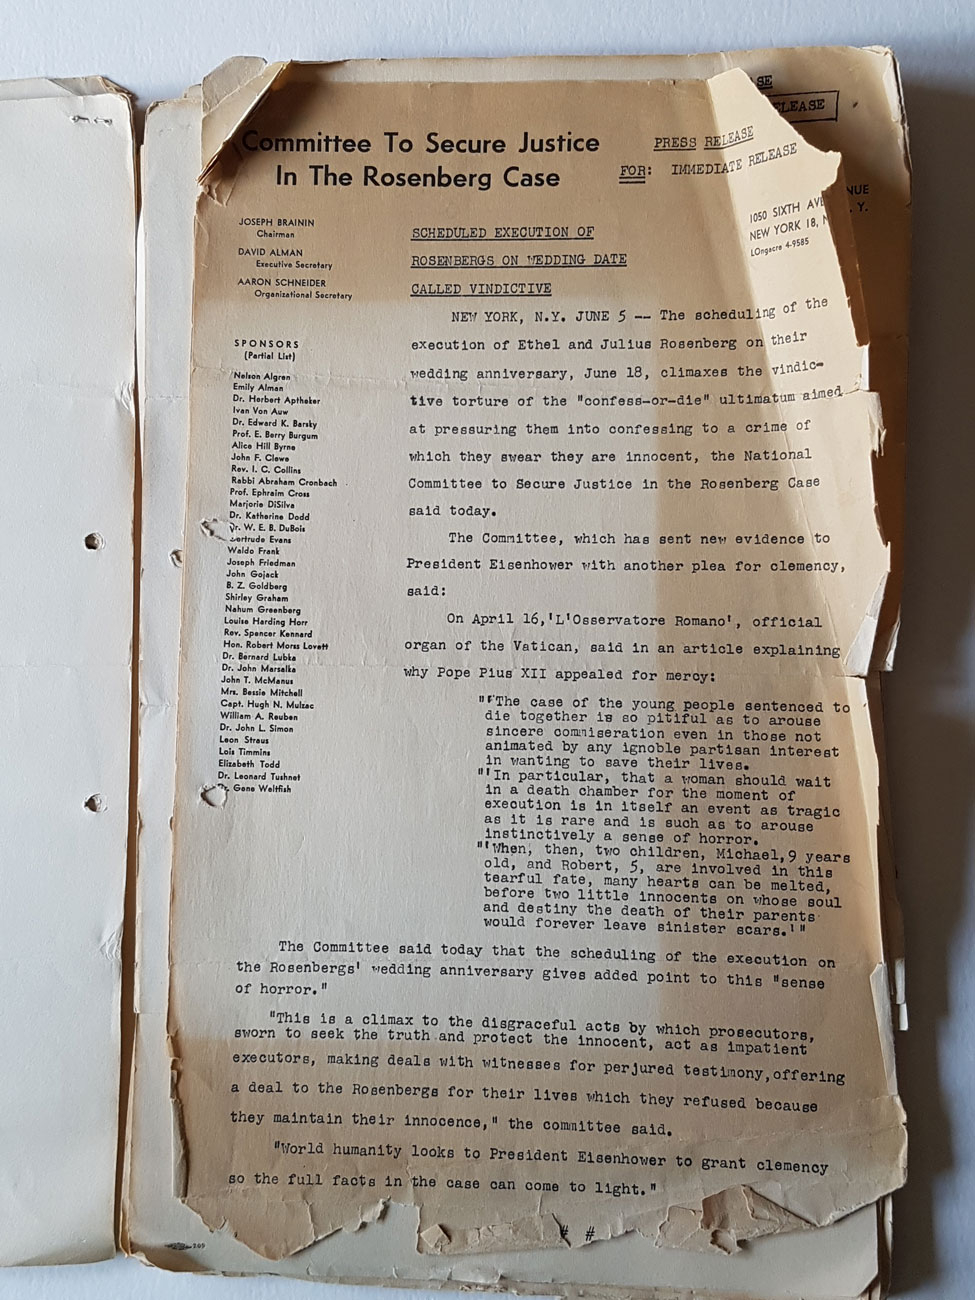 ASE
ELEASE
NUE
Y.
Committee To Secure Justice
In The Rosenberg Case
PRESS RELEASE
FOR: IMMEDIATE RELEASE
1050 SIXTH AVE
NEW YORK 18, N
LOngacre 4-9585
JOSEPH BRAININ
Chairman
DAVID ALMAN
Executive Secretary
AARON SCHNEIDER
Organizational Secretary
SPONSORS
(Partial List)
Nelson Algren
Emily Alman
Dr. Herbert Aptheker
Ivan Von Auw
Dr. Edward K. Barsky
Prof. E. Berry Burgum
Alice Hill Byrne
John F. Clewe
Rev. I. C. Collins
Rabbi Abraham Cronbach
Prof. Ephraim Cross
Marjorie DiSilva
Dr. Katherine Dodd
Dr. W. E. B. DuBois
Gertrude Evans
Waldo Frank
Joseph Friedman
John Gojack
B. Z. Goldberg
Shirley Graham
Nahum Greenberg
Louise Harding Horr
Rev. Spencer Kennard
Hon. Robert Morss Lovett
Dr. Bernard Lubka
Dr. John Marsalka
John T. McManus
Mrs. Bessie Mitchell
Capt. Hugh N. Mulzac
William A. Reuben
Dr. John L. Simon
Leon Straus
Lois Timmins
Elizabeth Todd
Dr. Leonard Tushnet
Gene Weltfish
SCHEDULED EXECUTION OF
ROSENBERGS ON WEDDING DATE
CALLED VINDICTIVE
NEW YORK, N.Y. JUNE 5 -- The scheduling of the
execution of Ethel and Julius Rosenberg on their
wedding anniversary, June 18, climaxes the vindic-
tive torture of the "confess-or-die" ultimatum aimed
at pressuring them into confessing to a crime of
which they swear they are innocent, the National
Committee to Secure Justice in the Rosenberg Case
said today.
The Committee, which has sent new evidence to
President Eisenhower with another plea for clemency,
said:
On April 16,'L'Osservatore Romano', official
organ of the Vatican, said in an article explaining
why Pope Pius XII appealed for mercy:
"'The case of the young people sentenced to
die together is so pitiful as to arouse
sincere commiseration even in those not
animated by any ignoble partisan interest
in wanting to save their lives.
"'In particular, that a woman should wait
in a death chamber for the moment of
execution is in itself an event as tragic
as it is rare and is such as to arouse
instinctively a sense of horror.
"'When, then, two children, Michael,9 years
old, and Robert, 5, are involved in this
tearful fate, many hearts can be melted,
before two little innocents on whose soul
and destiny the death of their parents
would forever leave sinister scars.'"
The Committee said today that the scheduling of the execution on
the Rosenbergs' wedding anniversary gives added point to this "sense
of horror."
"This is a climax to the disgraceful acts by which prosecutors,
sworn to seek the truth and protect the innocent, act as impatient
executors, making deals with witnesses for perjured testimony,offering
a deal to the Rosenbergs for their lives which they refused because
they maintain their innocence," the committee said.
"World humanity looks to President Eisenhower to grant clemency
so the full facts in the case can come to light."
# #
209